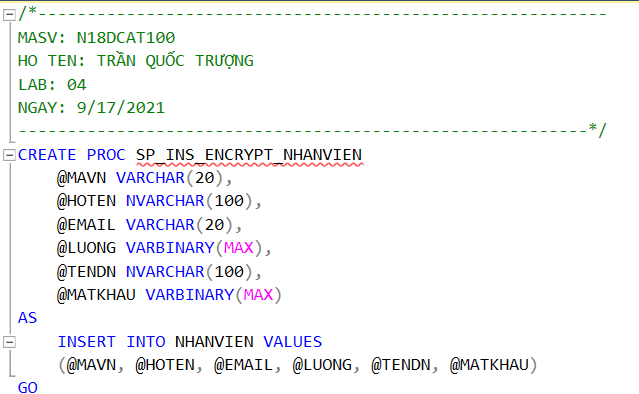 /*----------------------------------------------------------
MASV: N18DCAT100
HO TEN: TRẦN QUỐC TRƯỢNG
LAB: 04
NGAY: 9/17/2021
----------------------------------------------------------*/
CREATE PROC SP_INS_ENCRYPT_NHANVIEN
    @MAVN VARCHAR(20),
    @HOTEN NVARCHAR(100),
    @EMAIL VARCHAR(20),
    @LUONG VARBINARY(MAX),
    @TENDN NVARCHAR(100),
    @MATKHAU VARBINARY(MAX)
AS
    INSERT INTO NHANVIEN VALUES
    (@MAVN, @HOTEN, @EMAIL, @LUONG, @TENDN, @MATKHAU)
GO